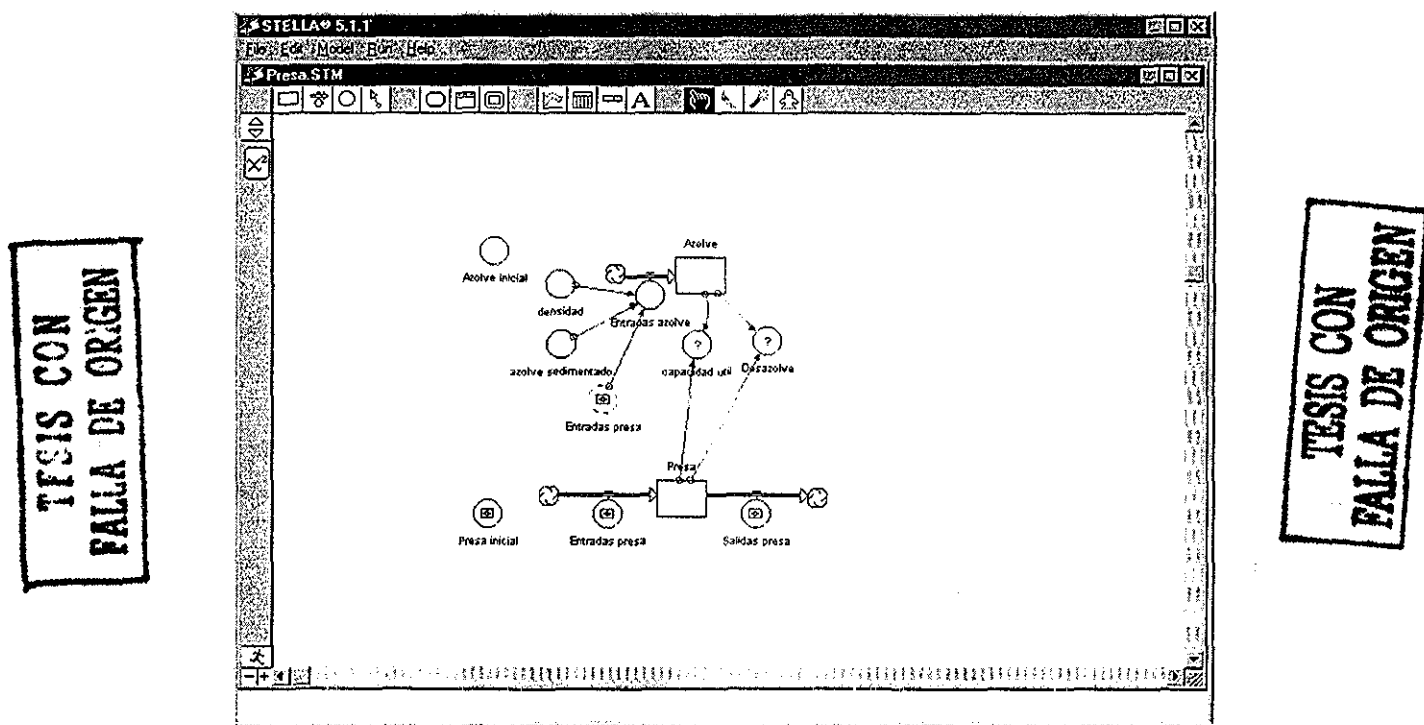 STELLA® 5.1.1
File Edit Model Run Help
Presa.STM
A
X²
Azolve
Azolve inicial
densidad
Entradas azolve
azolve sedimentado
?
?
capacidad util
Desazolve
Entradas presa
Presa
Presa inicial
Entradas presa
Salidas presa
TESIS CON
FALLA DE ORIGEN
TESIS CON
FALLA DE ORIGEN